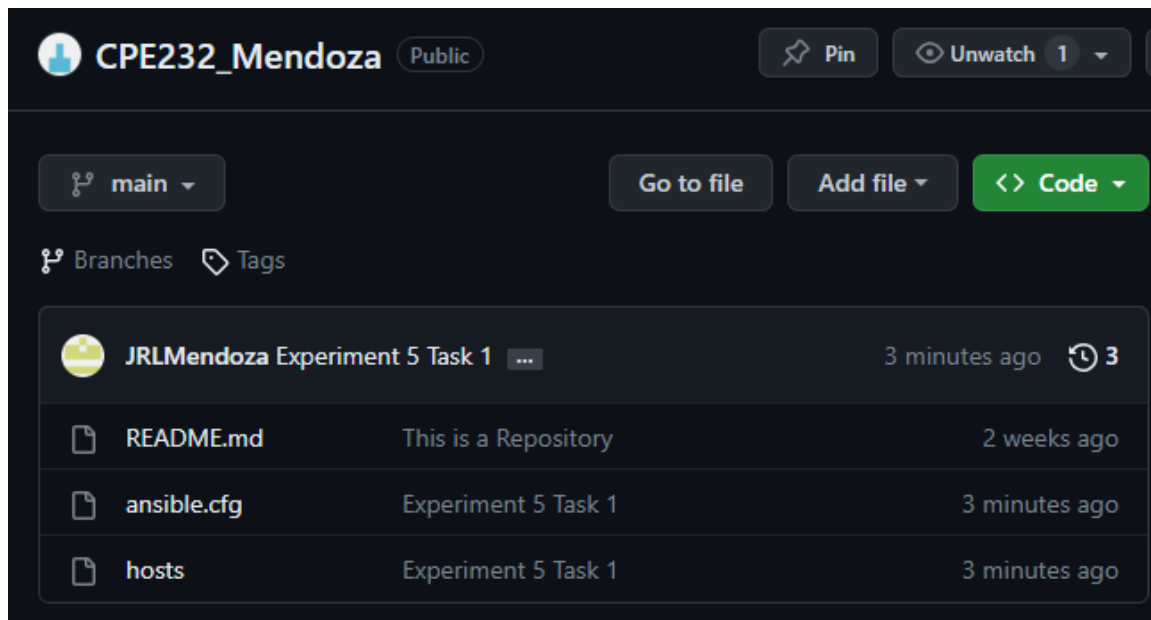 CPE232_Mendoza Public Pin Unwatch 1
main Go to file Add file <> Code
Branches Tags
JRLMendoza Experiment 5 Task 1 ... 3 minutes ago 3
README.md This is a Repository 2 weeks ago
ansible.cfg Experiment 5 Task 1 3 minutes ago
hosts Experiment 5 Task 1 3 minutes ago